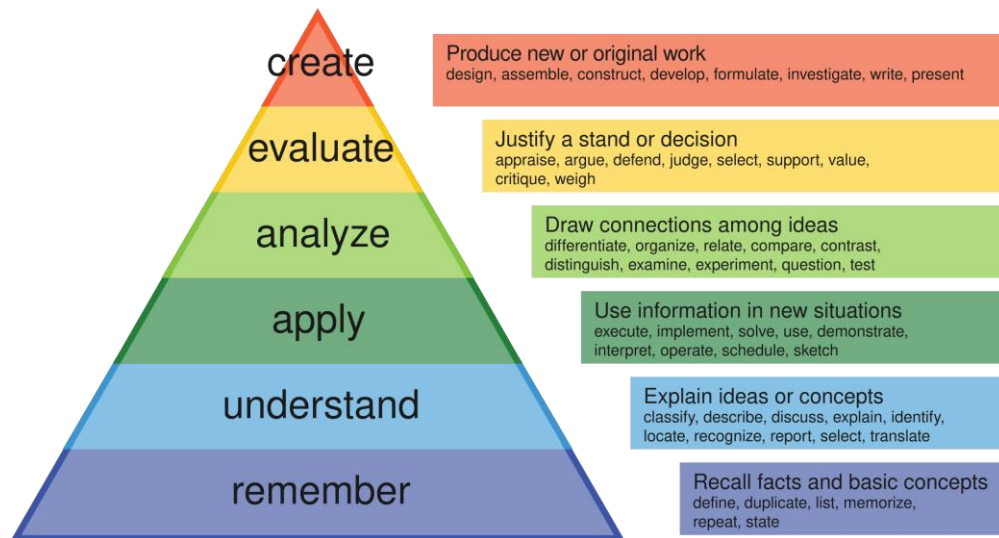 create
Produce new or original work
design, assemble, construct, develop, formulate, investigate, write, present
evaluate
Justify a stand or decision
appraise, argue, defend, judge, select, support, value,
critique, weigh
analyze
Draw connections among ideas
differentiate, organize, relate, compare, contrast,
distinguish, examine, experiment, question, test
apply
Use information in new situations
execute, implement, solve, use, demonstrate,
interpret, operate, schedule, sketch
understand
Explain ideas or concepts
classify, describe, discuss, explain, identify,
locate, recognize, report, select, translate
remember
Recall facts and basic concepts
define, duplicate, list, memorize,
repeat, state